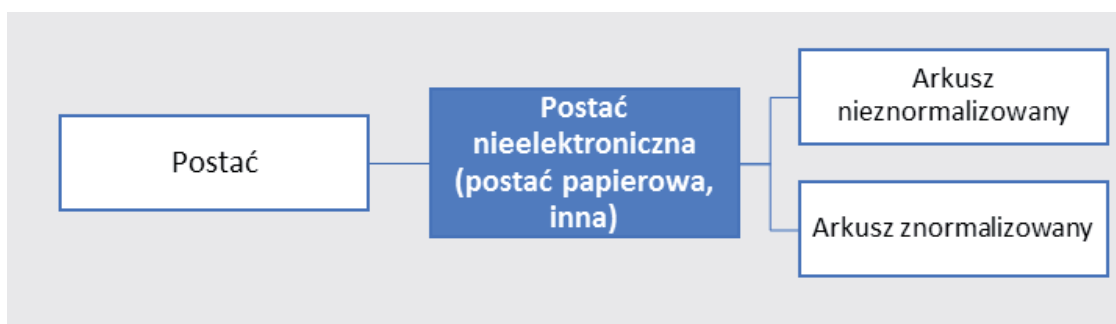 Postać
Postać
nieelektroniczna
(postać papierowa,
inna)
Arkusz
nieznormalizowany
Arkusz znormalizowany